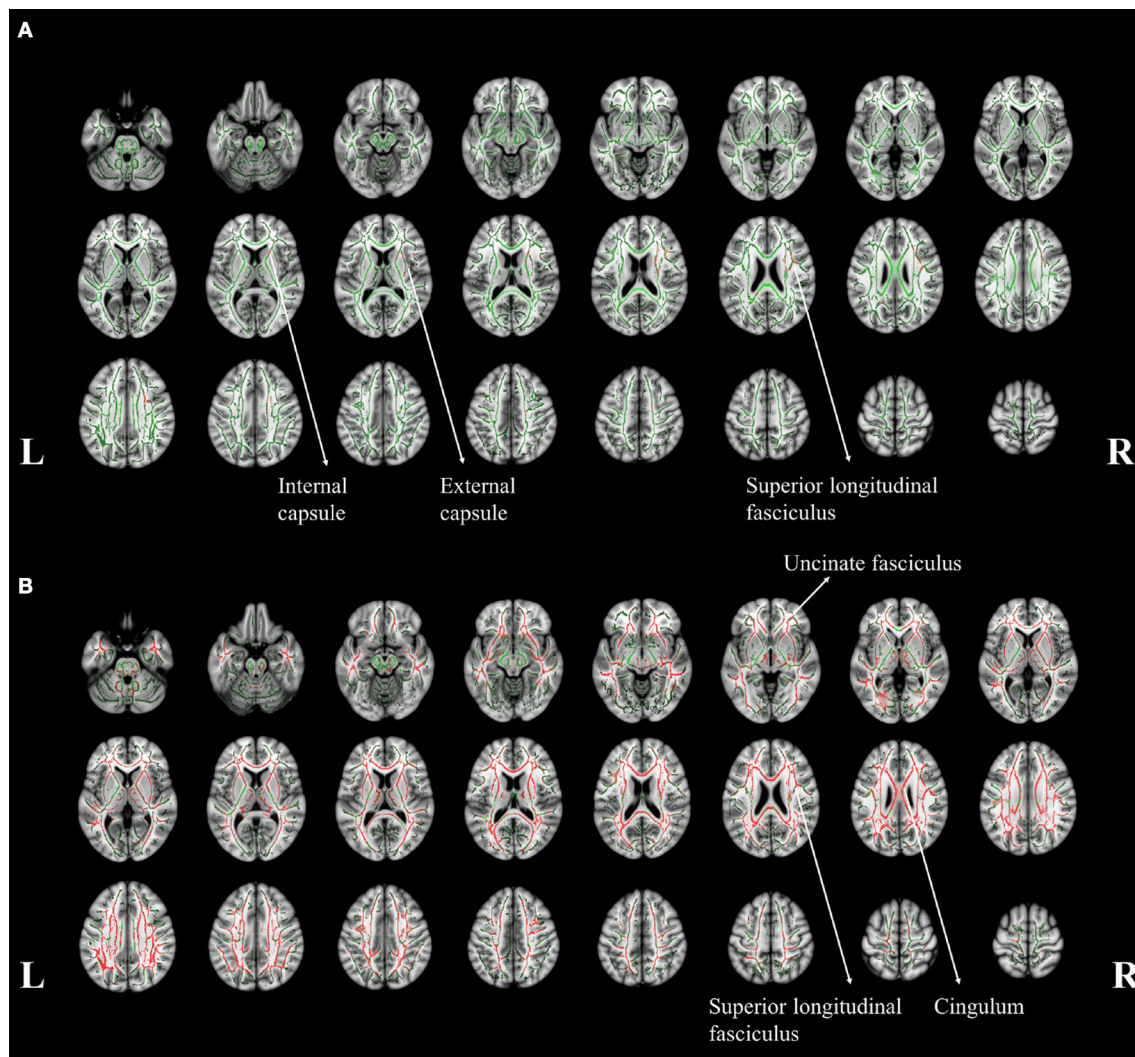 A
L
R
Internal
capsule
External
capsule
Superior longitudinal
fasciculus
B
Uncinate fasciculus
L
R
Superior longitudinal
fasciculus
Cingulum